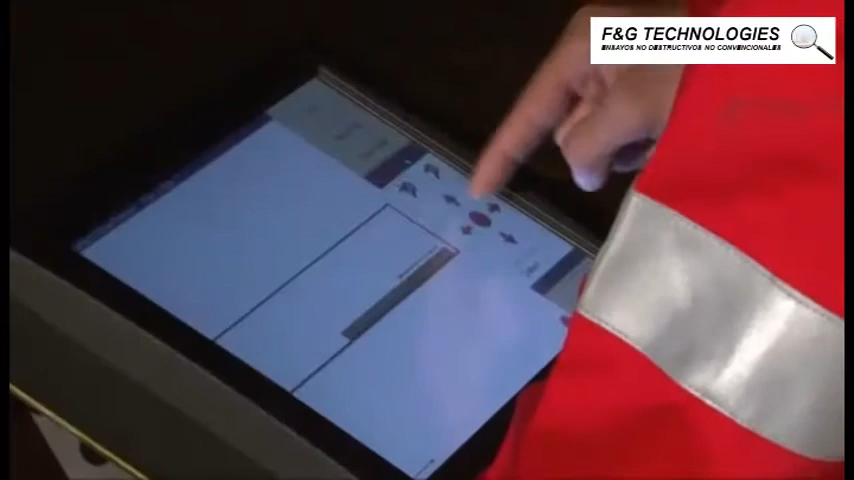 F&G TECHNOLOGIES
ENSAYOS NO DESTRUCTIVOS NO CONVENCIONALES